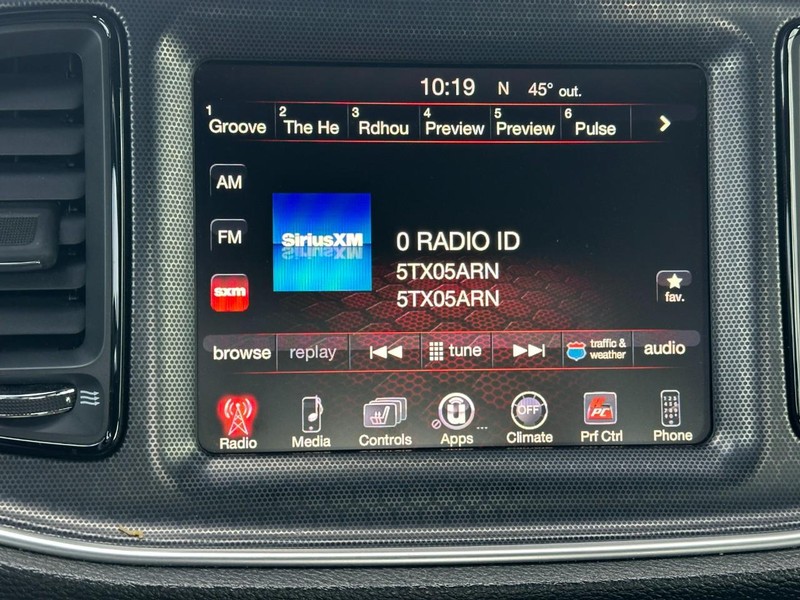 10:19 N 45° out.
1 Groove 2 The He 3 Rdhou 4 Preview 5 Preview 6 Pulse
AM
FM
sxm
SiriusXM
0 RADIO ID
5TX05ARN
5TX05ARN
fav.
browse replay tune traffic & weather audio
OFF
Radio Media Controls Apps Climate Prf Ctrl Phone